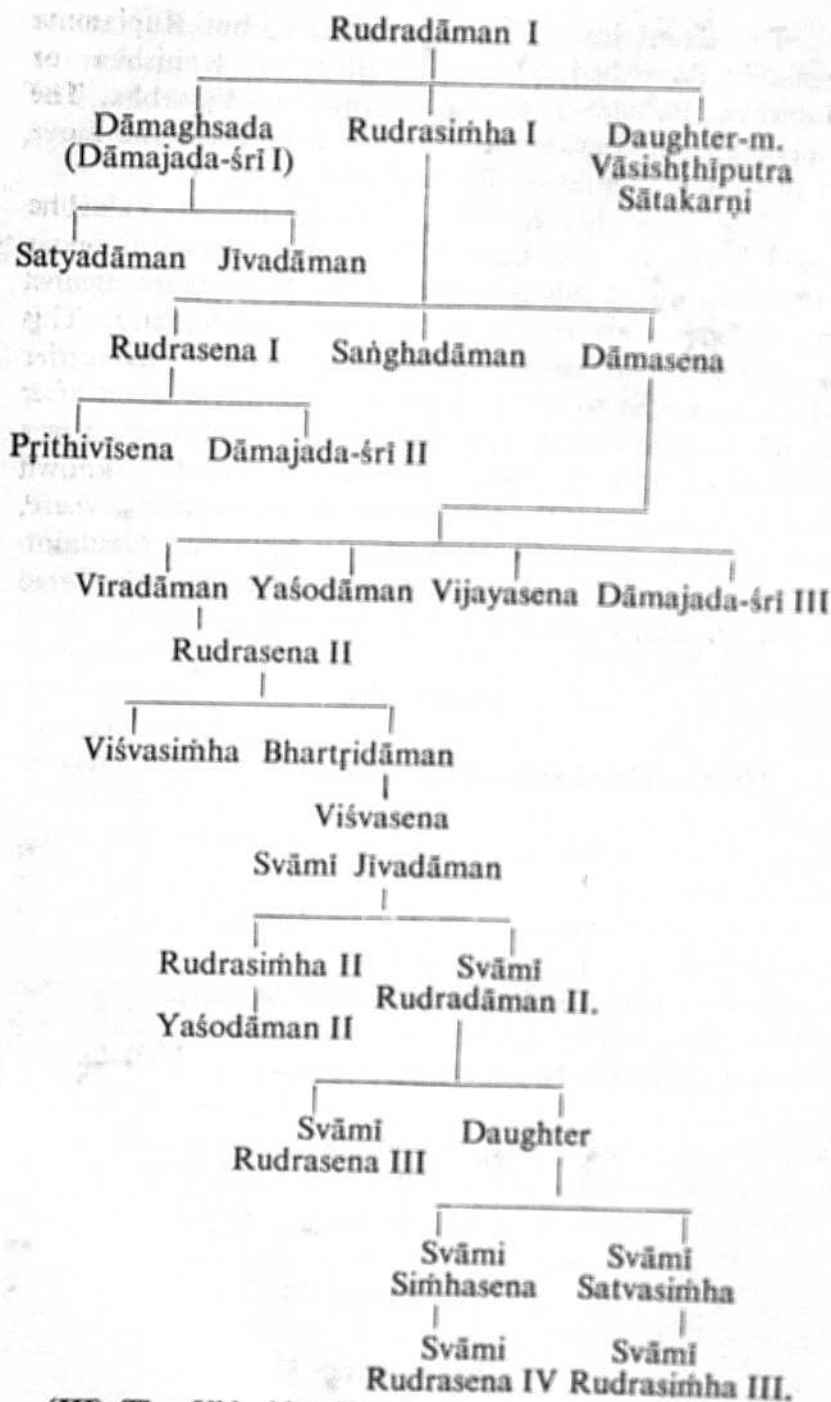 Rudradāman I
Dāmaghsada Rudrasiṁha I Daughter-m.
(Dāmajada-śrī I) Vāsishṭhīputra
Sātakarṇi
Satyadāman Jīvadāman
Rudrasena I Saṅghadāman Dāmasena
Pṛithivīsena Dāmajada-śrī II
Vīradāman Yaśodāman Vijayasena Dāmajada-śrī III
Rudrasena II
Viśvasiṁha Bhartṛidāman
Viśvasena
Svāmī Jīvadāman
Rudrasiṁha II Svāmī
Rudradāman II.
Yaśodāman II
Svāmī Daughter
Rudrasena III
Svāmī Svāmī
Siṁhasena Satvasiṁha
Svāmī Svāmī
Rudrasena IV Rudrasiṁha III.